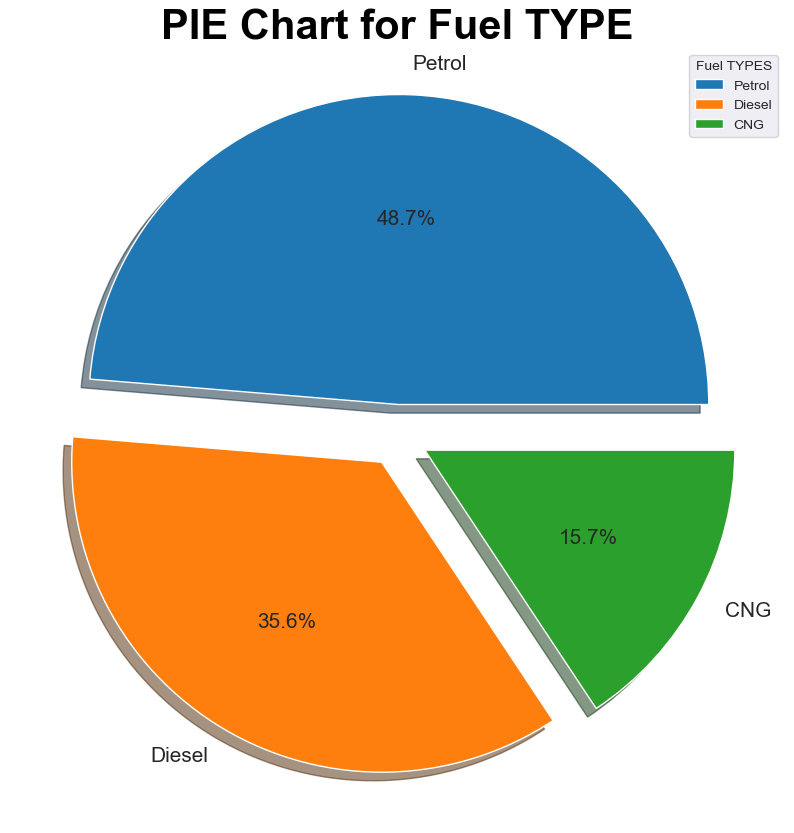 PIE Chart for Fuel TYPE
Petrol
Fuel TYPES
Petrol
Diesel
CNG
48.7%
15.7%
CNG
35.6%
Diesel